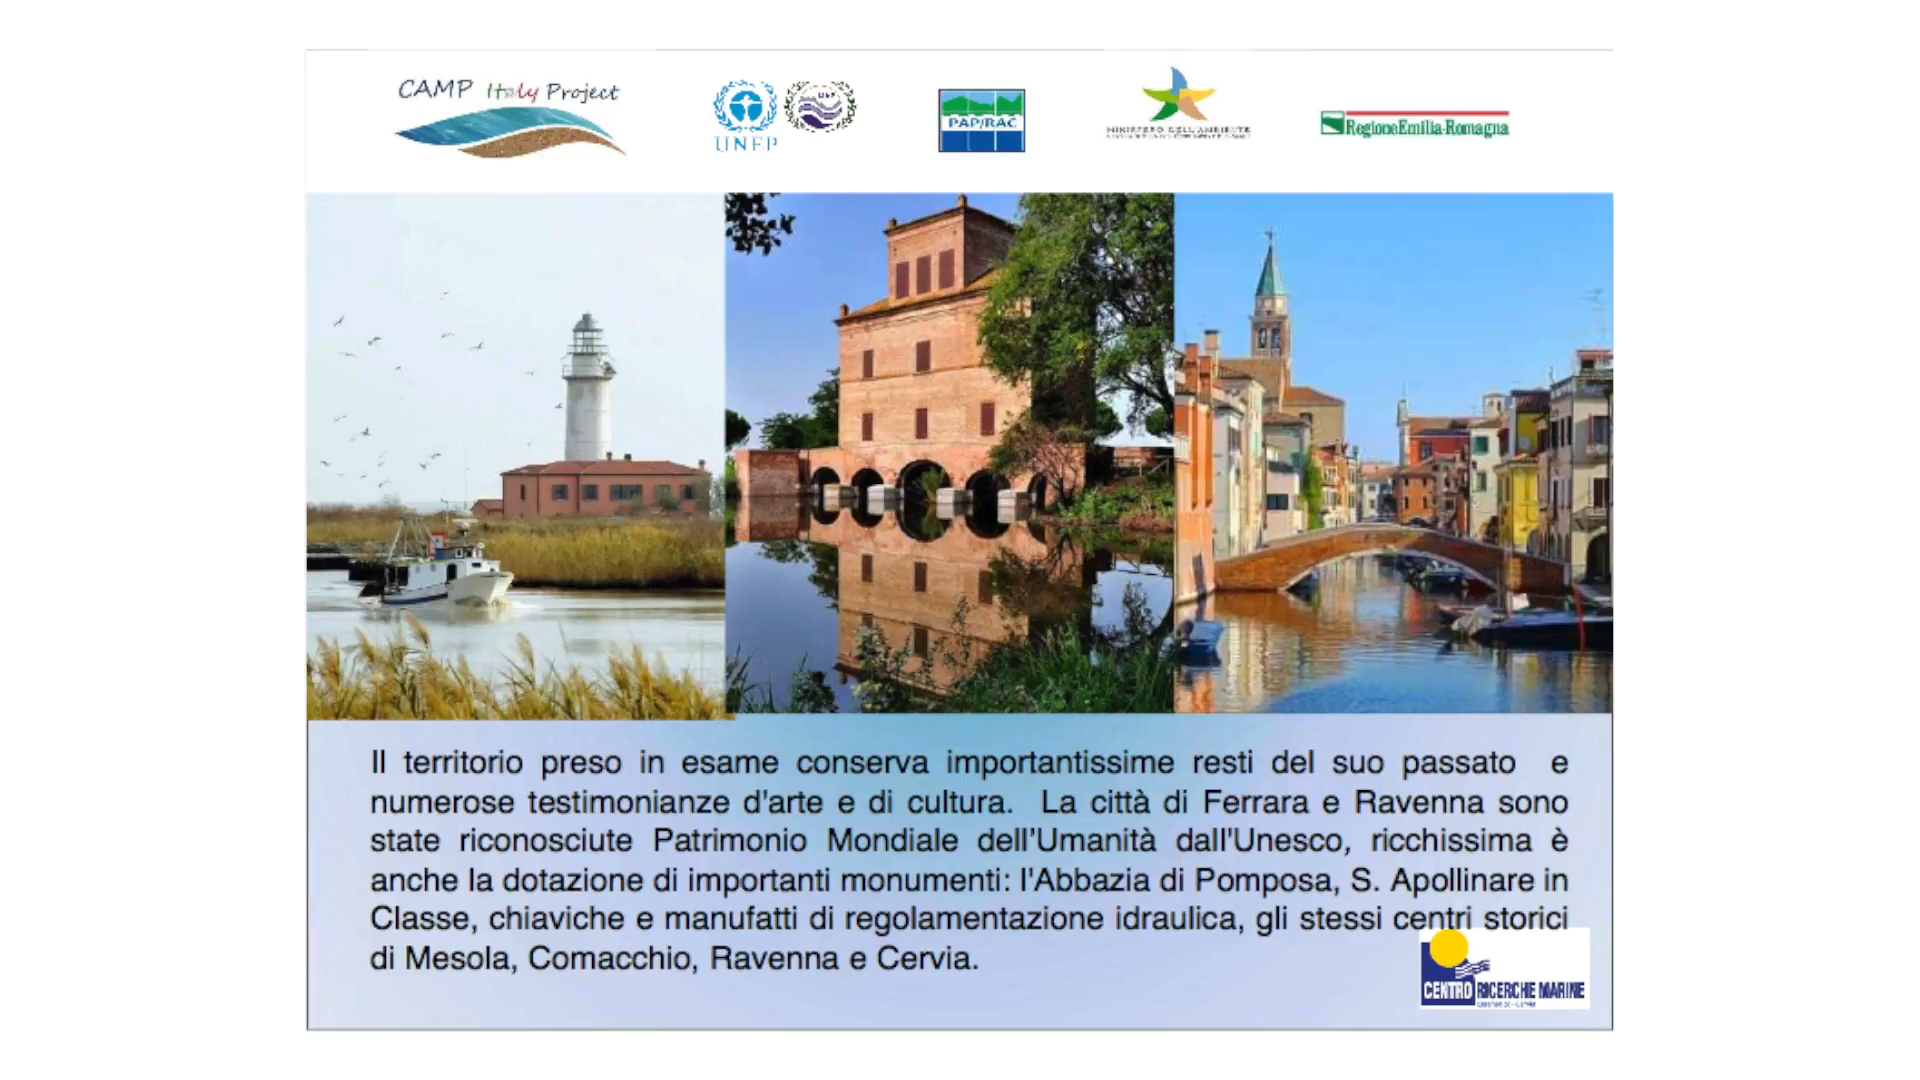 CAMP Italy Project
UNEP
PAP/RAC
MINISTERO DELL'AMBIENTE
RegioneEmilia-Romagna
Il territorio preso in esame conserva importantissime resti del suo passato e
numerose testimonianze d'arte e di cultura. La città di Ferrara e Ravenna sono
state riconosciute Patrimonio Mondiale dell'Umanità dall'Unesco, ricchissima è
anche la dotazione di importanti monumenti: l'Abbazia di Pomposa, S. Apollinare in
Classe, chiaviche e manufatti di regolamentazione idraulica, gli stessi centri storici
di Mesola, Comacchio, Ravenna e Cervia.
CENTRO RICERCHE MARINE